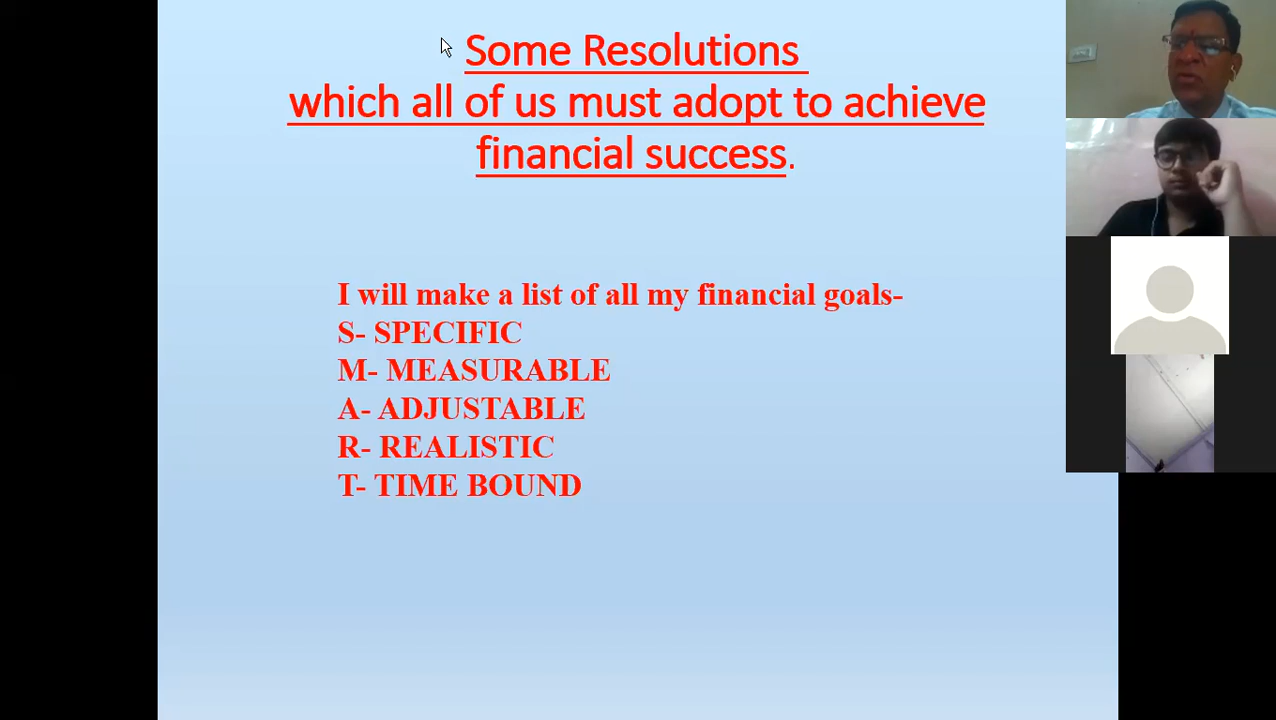 Some Resolutions
which all of us must adopt to achieve
financial success.
I will make a list of all my financial goals-
S- SPECIFIC
M- MEASURABLE
A- ADJUSTABLE
R- REALISTIC
T- TIME BOUND